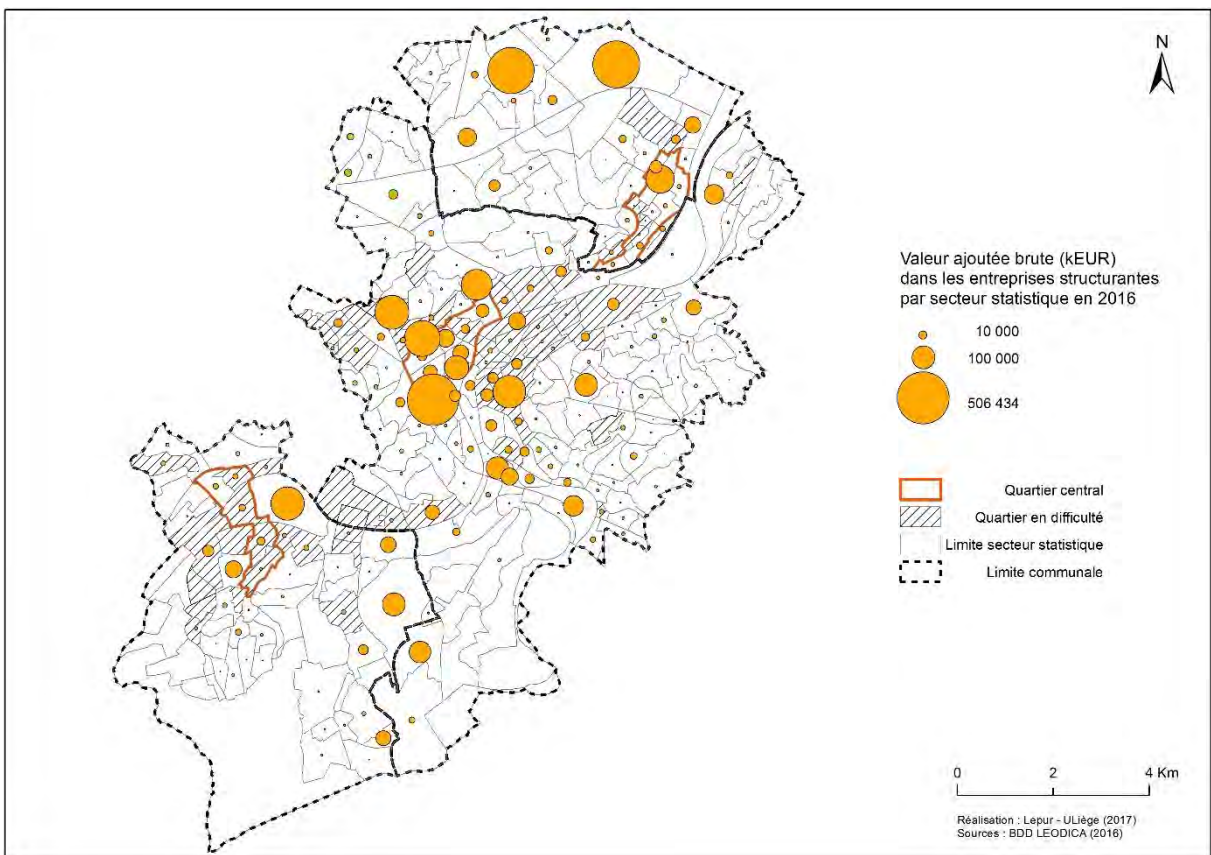 N
Valeur ajoutée brute (kEUR)
dans les entreprises structurantes
par secteur statistique en 2016
10 000
100 000
506 434
Quartier central
Quartier en difficulté
Limite secteur statistique
Limite communale
0 2 4 Km
Réalisation : Lepur - ULiège (2017)
Sources : BDD LEODICA (2016)